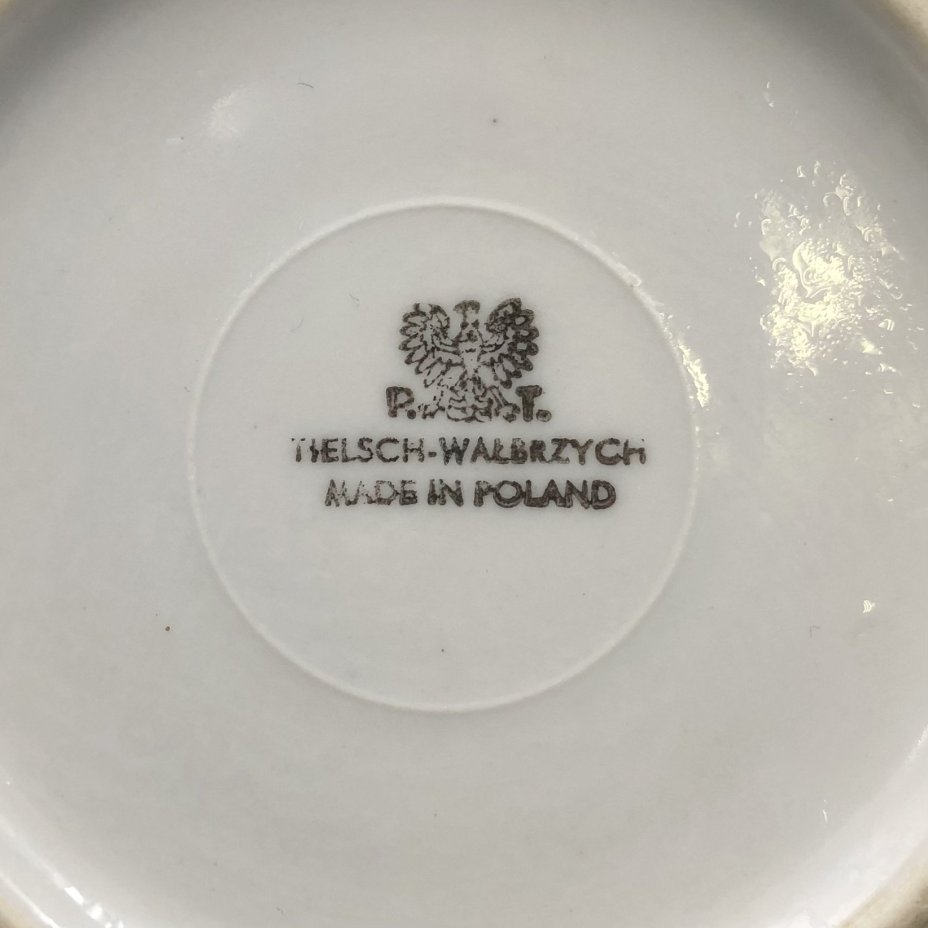 P. T.
TIELSCH-WAŁBRZYCH
MADE IN POLAND